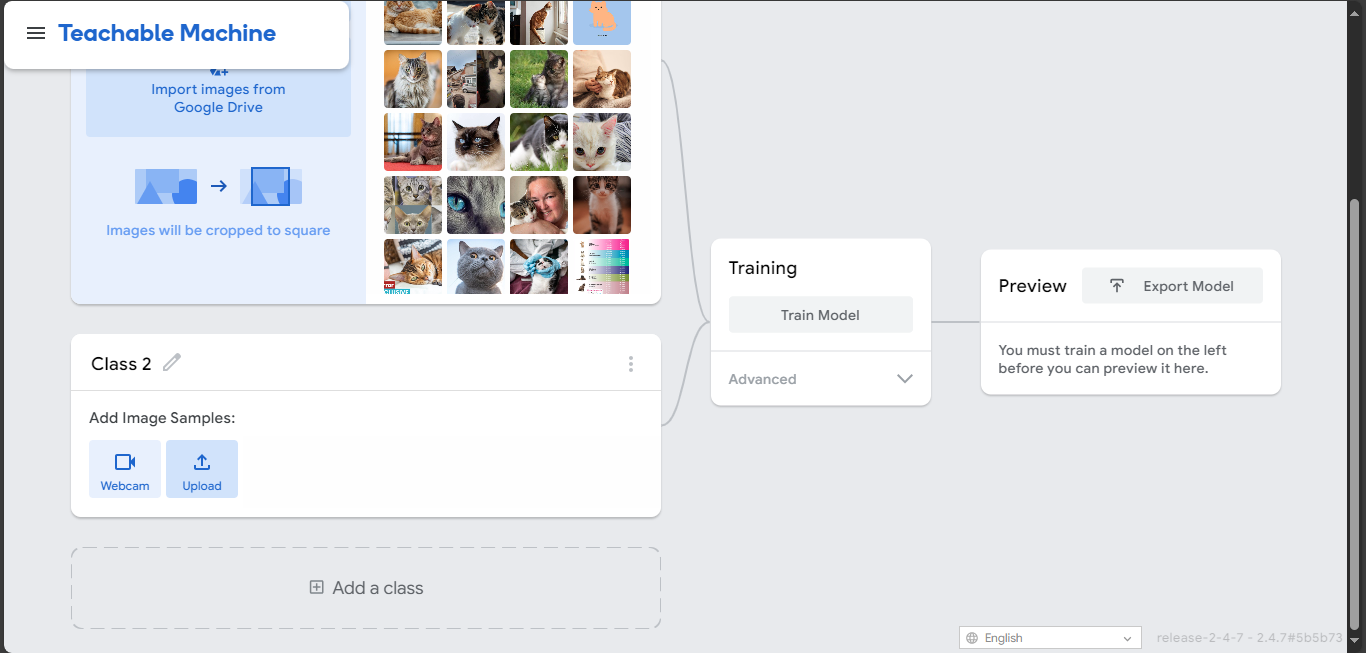 Teachable Machine
Import images from
Google Drive
Images will be cropped to square
Class 2
Add Image Samples:
Webcam
Upload
Add a class
Training
Train Model
Advanced
Preview
Export Model
You must train a model on the left
before you can preview it here.
English
release-2-4-7 - 2.4.7#5b5b73